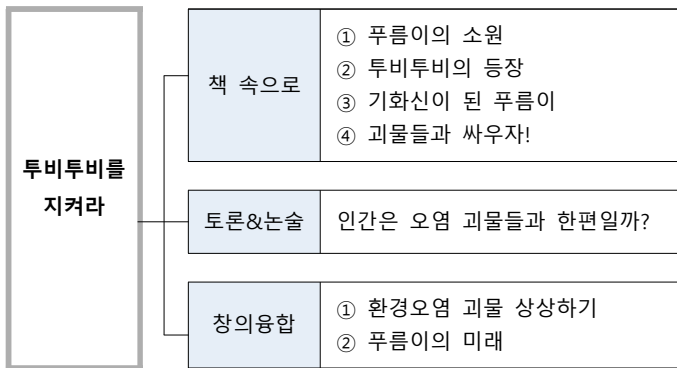 투비투비를
지켜라
책 속으로
① 푸름이의 소원
② 투비투비의 등장
③ 기화신이 된 푸름이
④ 괴물들과 싸우자!
토론&논술
인간은 오염 괴물들과 한편일까?
창의융합
① 환경오염 괴물 상상하기
② 푸름이의 미래